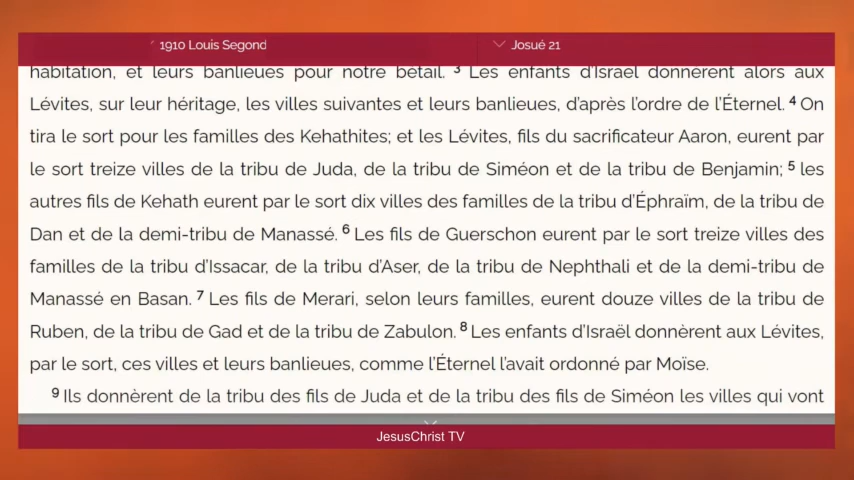 1910 Louis Segond
Josué 21
habitation, et leurs banlieues pour notre bétail. 3 Les enfants d'Israël donnèrent alors aux
Lévites, sur leur héritage, les villes suivantes et leurs banlieues, d'après l'ordre de l'Éternel. 4 On
tira le sort pour les familles des Kehathites; et les Lévites, fils du sacrificateur Aaron, eurent par
le sort treize villes de la tribu de Juda, de la tribu de Siméon et de la tribu de Benjamin; 5 les
autres fils de Kehath eurent par le sort dix villes des familles de la tribu d'Éphraïm, de la tribu de
Dan et de la demi-tribu de Manassé. 6 Les fils de Guerschon eurent par le sort treize villes des
familles de la tribu d'Issacar, de la tribu d'Aser, de la tribu de Nephthali et de la demi-tribu de
Manassé en Basan. 7 Les fils de Merari, selon leurs familles, eurent douze villes de la tribu de
Ruben, de la tribu de Gad et de la tribu de Zabulon. 8 Les enfants d'Israël donnèrent aux Lévites,
par le sort, ces villes et leurs banlieues, comme l'Éternel l'avait ordonné par Moïse.
9 Ils donnèrent de la tribu des fils de Juda et de la tribu des fils de Siméon les villes qui vont
JesusChrist TV